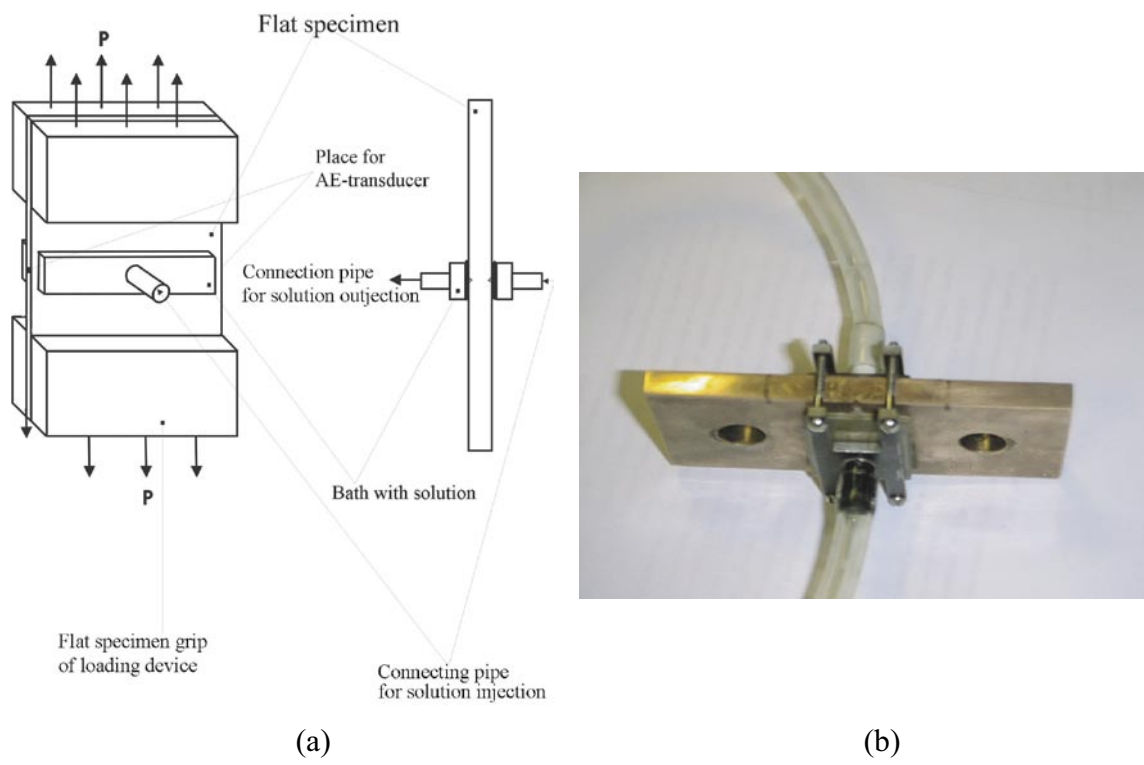 Flat specimen
P
Place for
AE-transducer
Connection pipe
for solution outjection
P
Bath with solution
Flat specimen grip
of loading device
Connecting pipe
for solution injection
(a)
(b)